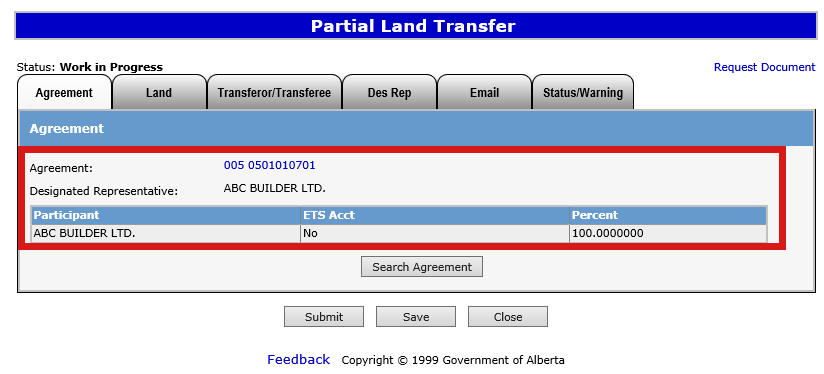 Partial Land Transfer
Status: Work in Progress Request Document
Agreement Land Transferor/Transferee Des Rep Email Status/Warning
Agreement
Agreement: 005 0501010701
Designated Representative: ABC BUILDER LTD.
Participant ETS Acct Percent
ABC BUILDER LTD. No 100.0000000
Search Agreement
Submit Save Close
Feedback Copyright © 1999 Government of Alberta